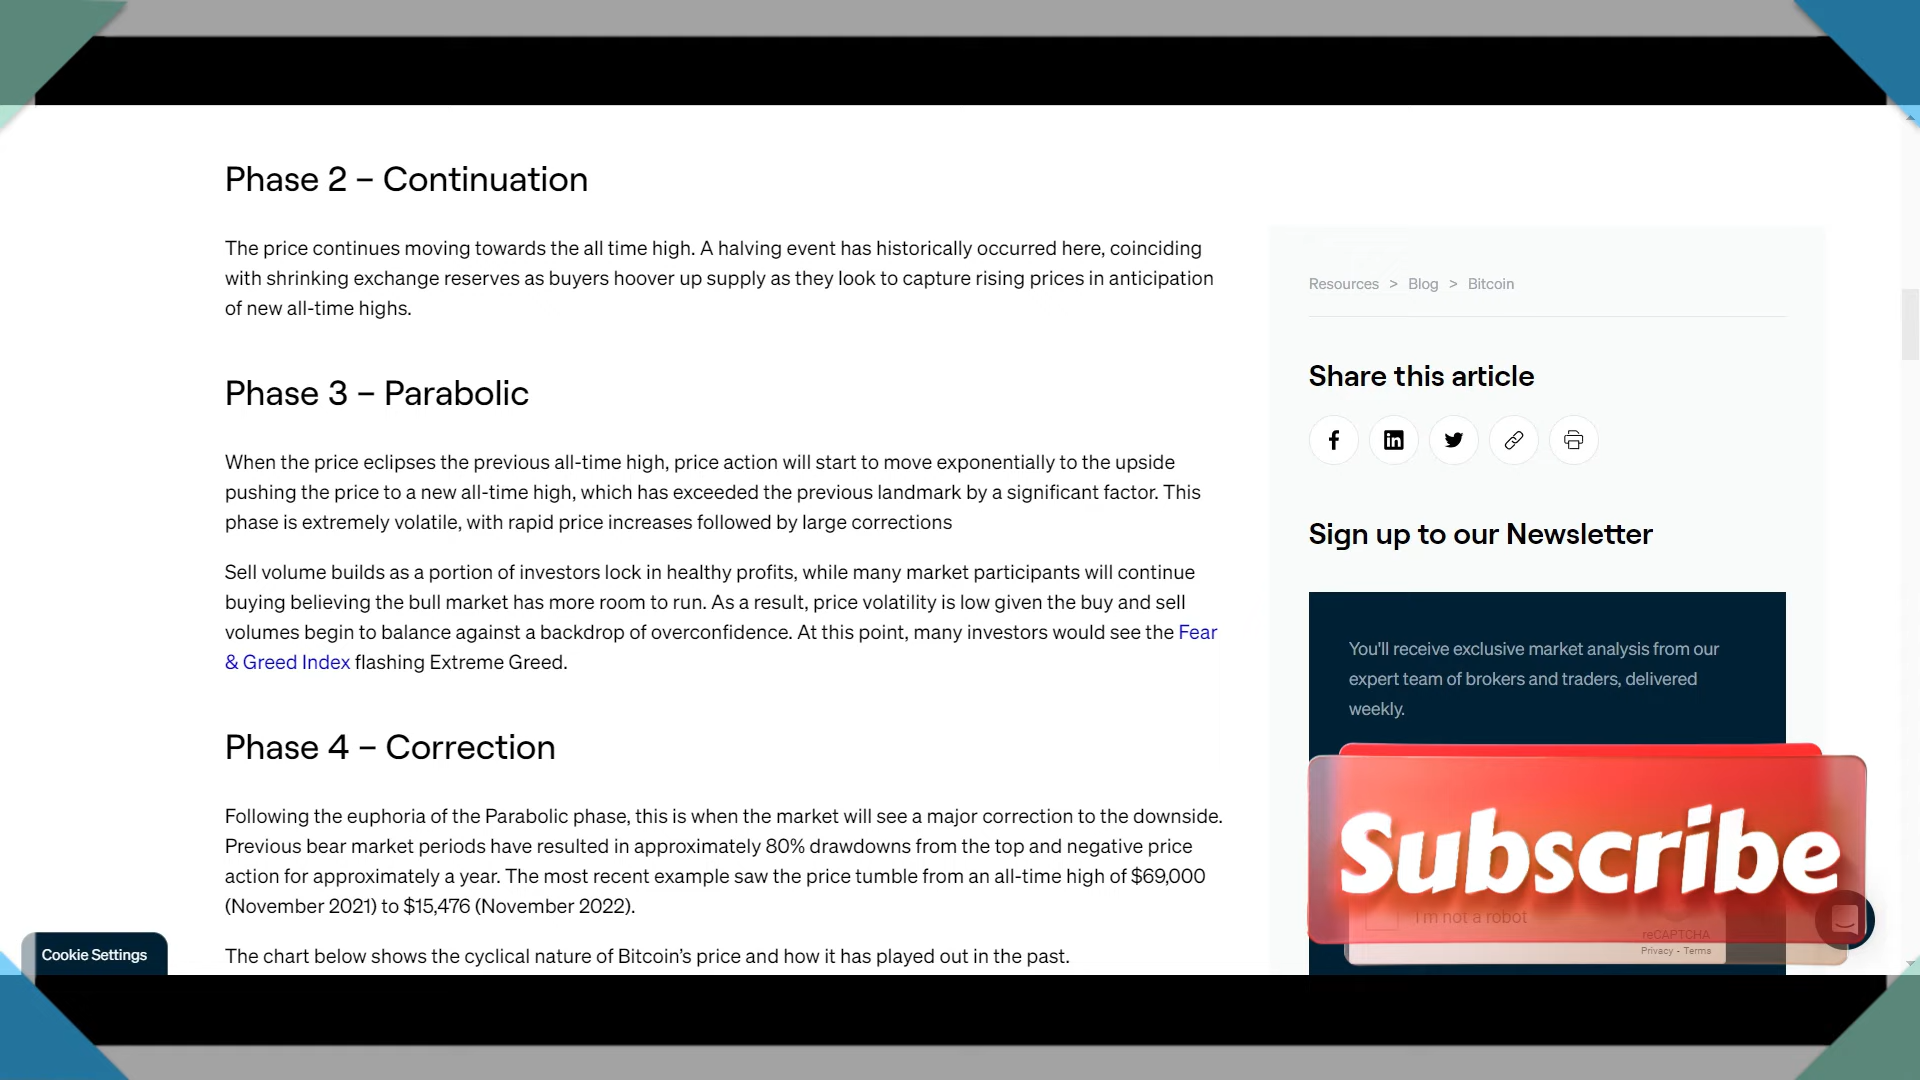 Phase 2 – Continuation
The price continues moving towards the all time high. A halving event has historically occurred here, coinciding
with shrinking exchange reserves as buyers hoover up supply as they look to capture rising prices in anticipation
of new all-time highs.
Phase 3 – Parabolic
When the price eclipses the previous all-time high, price action will start to move exponentially to the upside
pushing the price to a new all-time high, which has exceeded the previous landmark by a significant factor. This
phase is extremely volatile, with rapid price increases followed by large corrections
Sell volume builds as a portion of investors lock in healthy profits, while many market participants will continue
buying believing the bull market has more room to run. As a result, price volatility is low given the buy and sell
volumes begin to balance against a backdrop of overconfidence. At this point, many investors would see the Fear
& Greed Index flashing Extreme Greed.
Phase 4 – Correction
Following the euphoria of the Parabolic phase, this is when the market will see a major correction to the downside.
Previous bear market periods have resulted in approximately 80% drawdowns from the top and negative price
action for approximately a year. The most recent example saw the price tumble from an all-time high of $69,000
(November 2021) to $15,476 (November 2022).
The chart below shows the cyclical nature of Bitcoin’s price and how it has played out in the past.
Cookie Settings
Resources > Blog > Bitcoin
Share this article
Sign up to our Newsletter
You'll receive exclusive market analysis from our
expert team of brokers and traders, delivered
weekly.
Subscribe
I'm not a robot
reCAPTCHA
Privacy - Terms